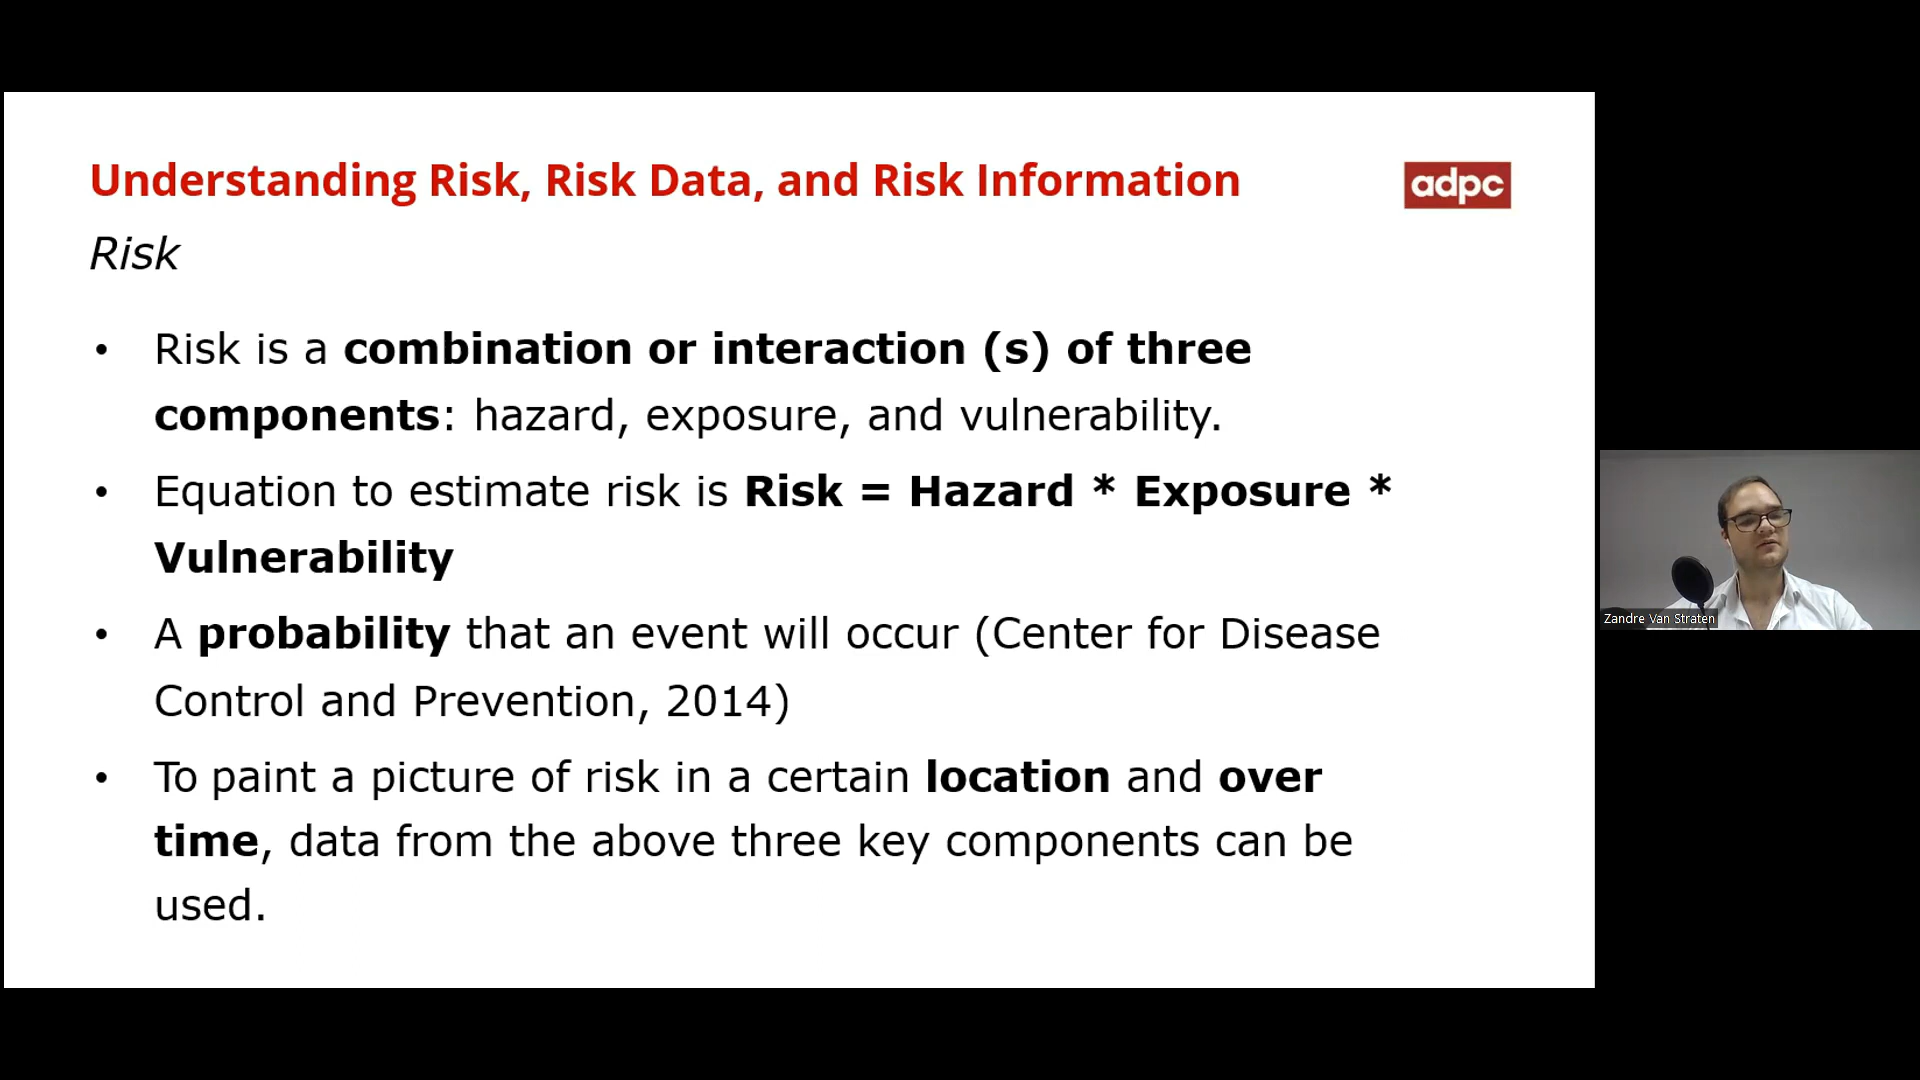 Understanding Risk, Risk Data, and Risk Information
adpc
Risk
• Risk is a combination or interaction (s) of three
components: hazard, exposure, and vulnerability.
• Equation to estimate risk is Risk = Hazard * Exposure *
Vulnerability
• A probability that an event will occur (Center for Disease
Control and Prevention, 2014)
• To paint a picture of risk in a certain location and over
time, data from the above three key components can be
used.
Zandre Van Straten